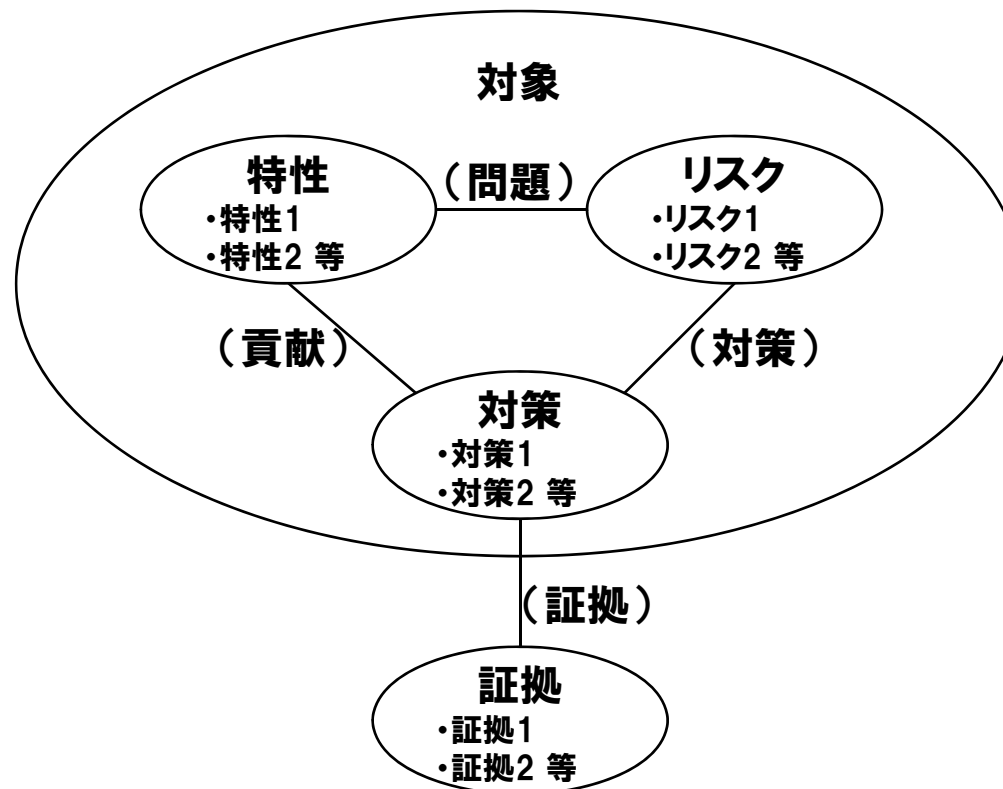 対象
特性
・特性1
・特性2 等
（問題）
リスク
・リスク1
・リスク2 等
（貢献）
（対策）
対策
・対策1
・対策2 等
（証拠）
証拠
・証拠1
・証拠2 等